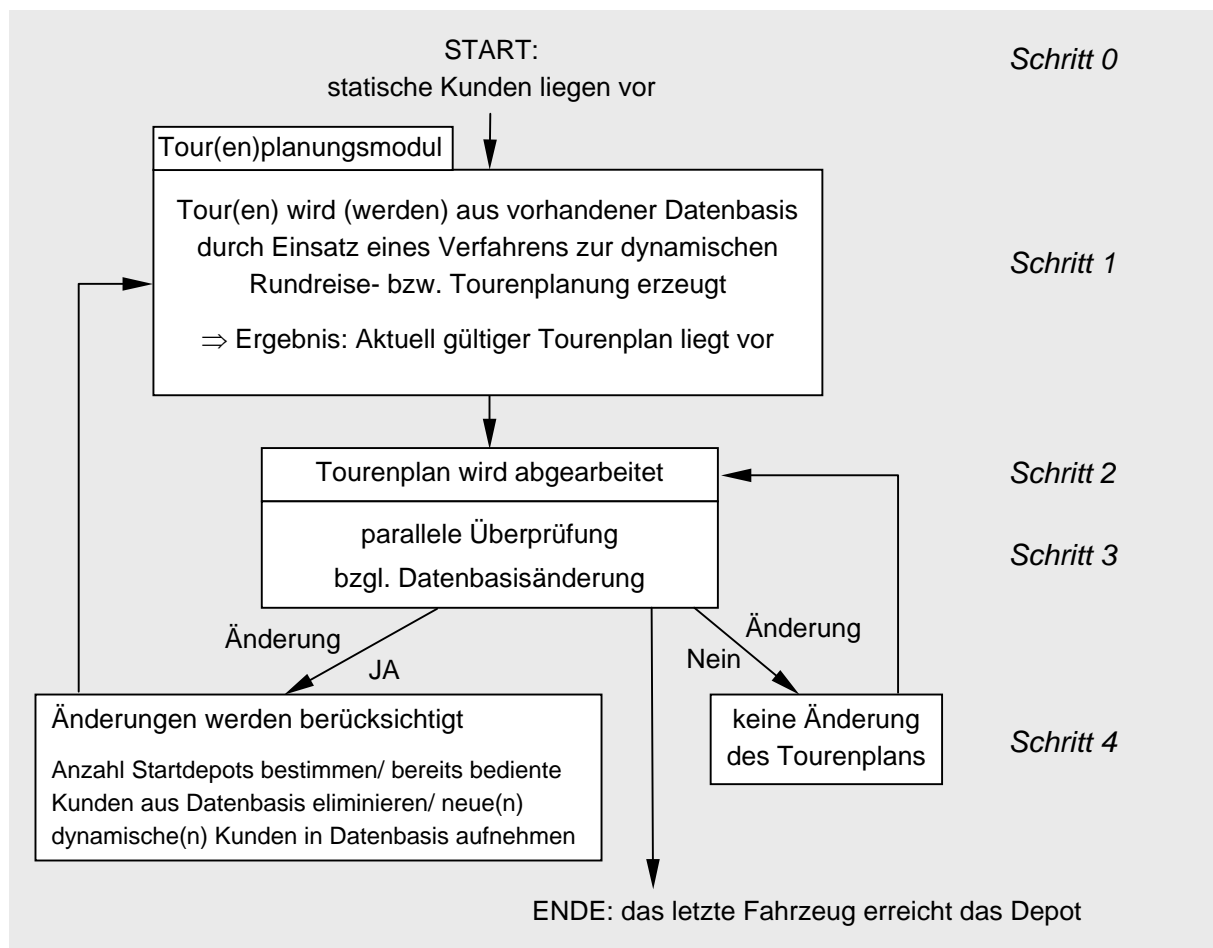 START:
statische Kunden liegen vor
Schritt 0
Tour(en)planungsmodul
Tour(en) wird (werden) aus vorhandener Datenbasis
durch Einsatz eines Verfahrens zur dynamischen
Rundreise- bzw. Tourenplanung erzeugt
⇒ Ergebnis: Aktuell gültiger Tourenplan liegt vor
Schritt 1
Tourenplan wird abgearbeitet
Schritt 2
parallele Überprüfung
bzgl. Datenbasisänderung
Schritt 3
Änderung
JA
Änderung
Nein
Änderungen werden berücksichtigt
Anzahl Startdepots bestimmen/ bereits bediente
Kunden aus Datenbasis eliminieren/ neue(n)
dynamische(n) Kunden in Datenbasis aufnehmen
keine Änderung
des Tourenplans
Schritt 4
ENDE: das letzte Fahrzeug erreicht das Depot